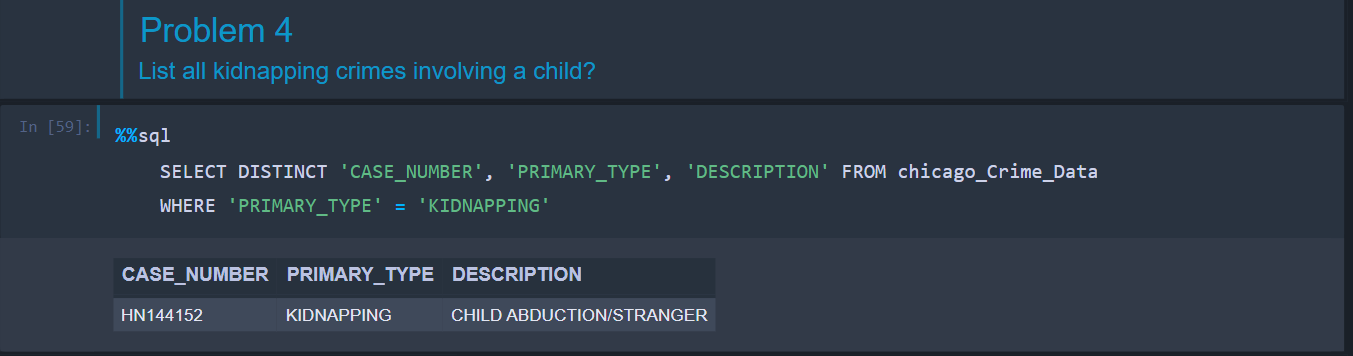 Problem 4
List all kidnapping crimes involving a child?
In [59]:
%%sql
SELECT DISTINCT 'CASE_NUMBER', 'PRIMARY_TYPE', 'DESCRIPTION' FROM chicago_Crime_Data
WHERE 'PRIMARY_TYPE' = 'KIDNAPPING'
CASE_NUMBER PRIMARY_TYPE DESCRIPTION
HN144152 KIDNAPPING CHILD ABDUCTION/STRANGER